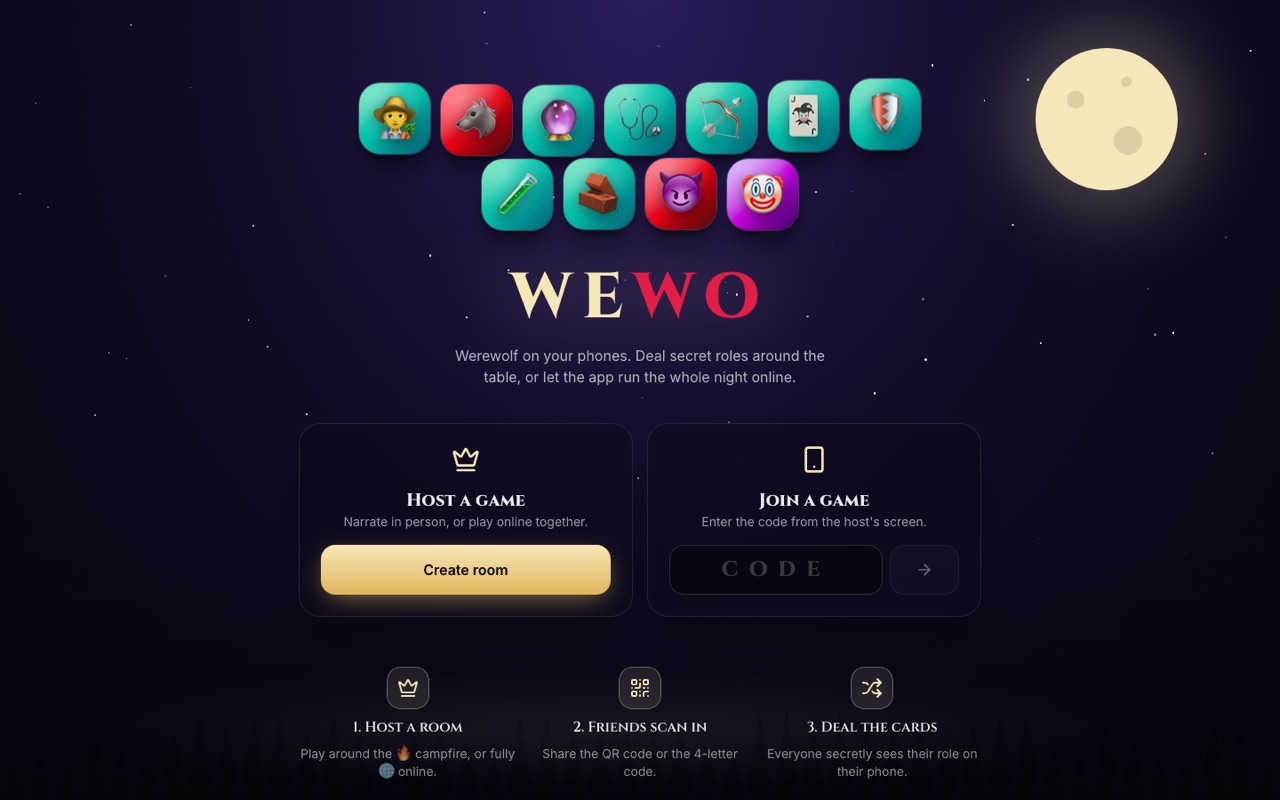 WEWO
Werewolf on your phones. Deal secret roles around the
table, or let the app run the whole night online.
Host a game
Narrate in person, or play online together.
Create room
Join a game
Enter the code from the host's screen.
CODE
1. Host a room
Play around the 🔥 campfire, or fully
🌐 online.
2. Friends scan in
Share the QR code or the 4-letter
code.
3. Deal the cards
Everyone secretly sees their role on
their phone.